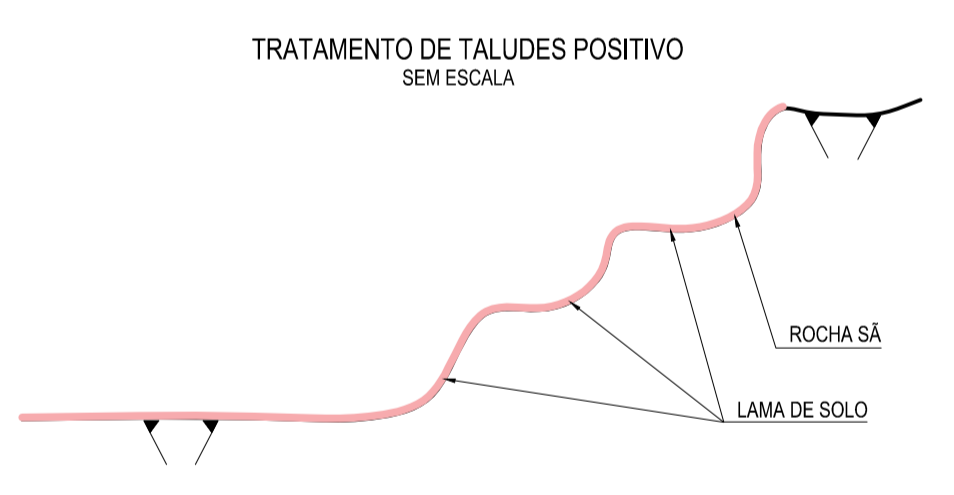 TRATAMENTO DE TALUDES POSITIVO
SEM ESCALA
ROCHA SÃ
LAMA DE SOLO